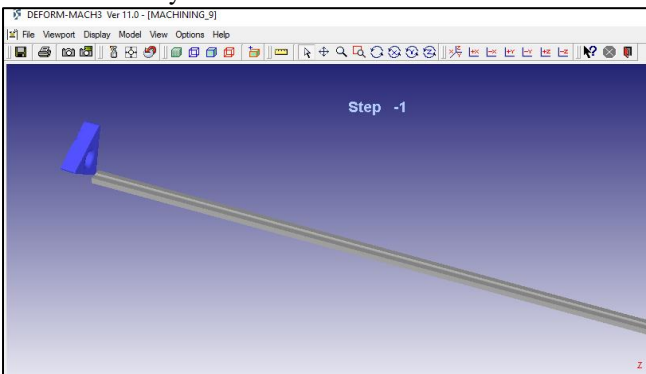 DEFORM-MACH3 Ver 11.0 - [MACHINING_9]
File Viewport Display Model View Options Help
+X -X +Y -Y +Z -Z
Step -1
Z